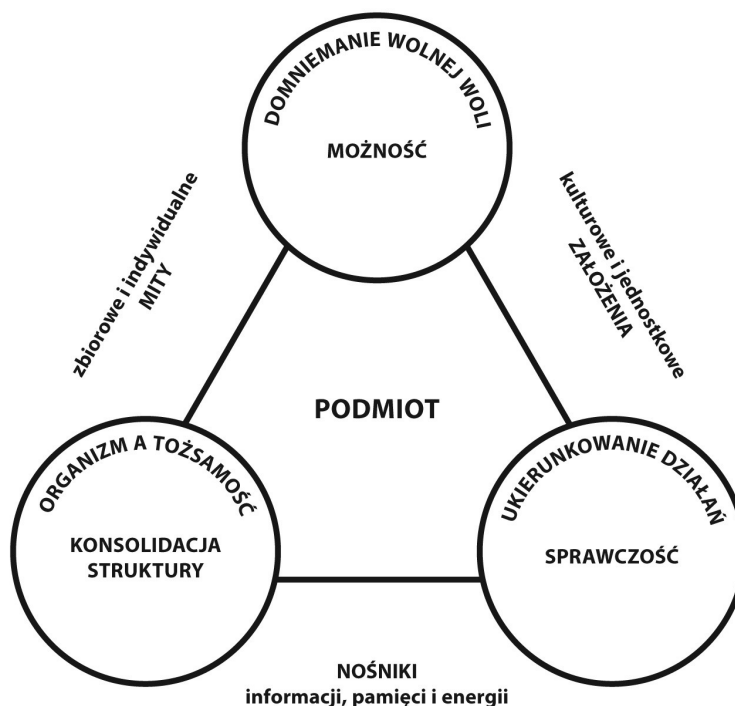 DOMNIEMANIE WOLNEJ WOLI
MOŻNOŚĆ
zbiorowe i indywidualne
MITY
kulturowe i jednostkowe
ZAŁOŻENIA
PODMIOT
ORGANIZM A TOŻSAMOŚĆ
KONSOLIDACJA
STRUKTURY
UKIERUNKOWANIE DZIAŁAŃ
SPRAWCZOŚĆ
NOŚNIKI
informacji, pamięci i energii